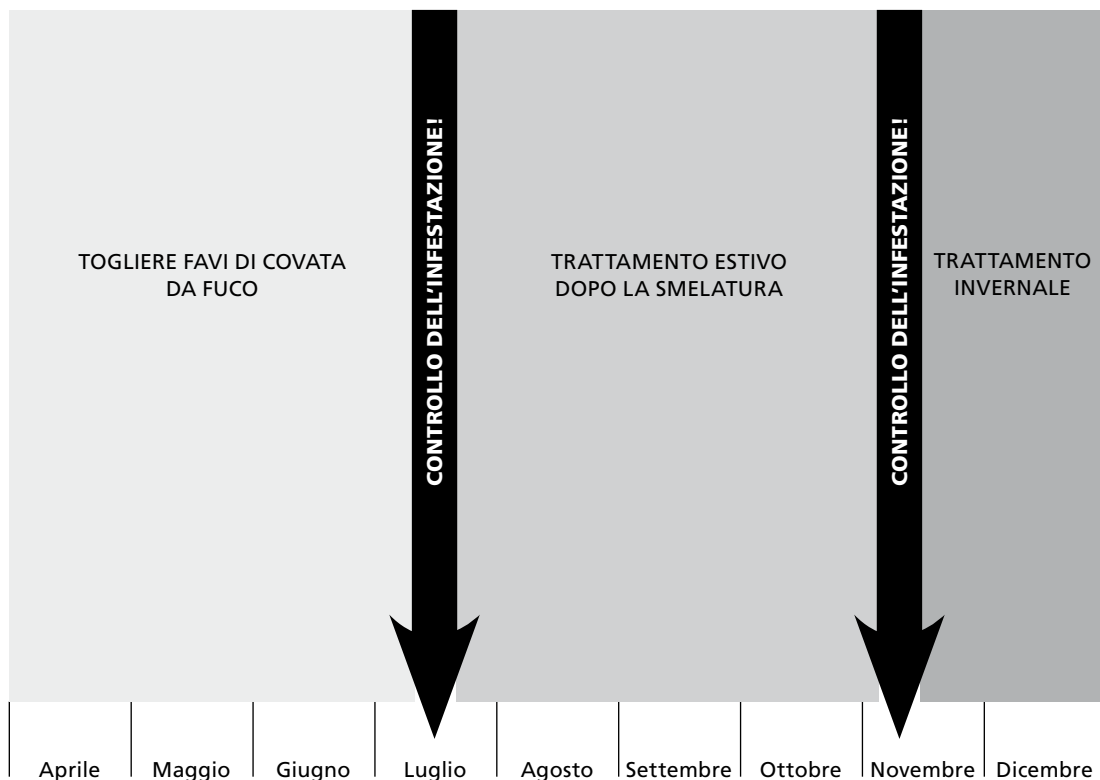 TOGLIERE FAVI DI COVATA
DA FUCO
CONTROLLO DELL'INFESTAZIONE!
TRATTAMENTO ESTIVO
DOPO LA SMELATURA
CONTROLLO DELL'INFESTAZIONE!
TRATTAMENTO
INVERNALE
Aprile Maggio Giugno Luglio Agosto Settembre Ottobre Novembre Dicembre